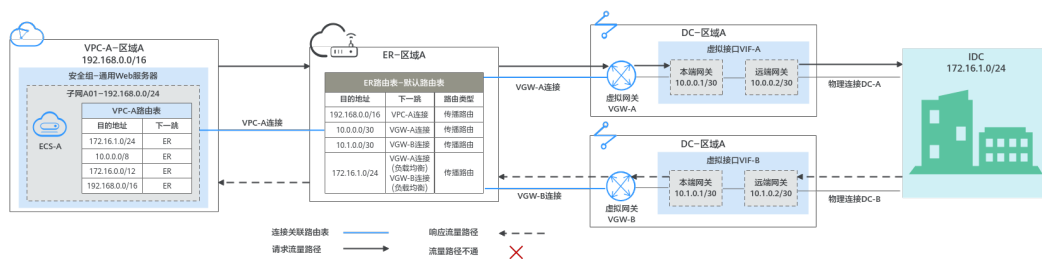 VPC-A-区域A
192.168.0.0/16
安全组-通用Web服务器
子网A01-192.168.0.0/24
ECS-A
VPC-A路由表
目的地址 下一跳
172.16.1.0/24 ER
10.0.0.0/8 ER
172.16.0.0/12 ER
192.168.0.0/16 ER
VPC-A连接
ER-区域A
ER路由表-默认路由表
目的地址 下一跳 路由类型
192.168.0.0/16 VPC-A连接 传播路由
10.0.0.0/30 VGW-A连接 传播路由
10.1.0.0/30 VGW-B连接 传播路由
172.16.1.0/24 VGW-A连接
(负载均衡)
VGW-B连接
(负载均衡) 传播路由
VGW-A连接
VGW-B连接
DC-区域A
虚拟接口VIF-A
本端网关
10.0.0.1/30
远端网关
10.0.0.2/30
虚拟网关
VGW-A
物理连接DC-A
DC-区域A
虚拟接口VIF-B
本端网关
10.1.0.1/30
远端网关
10.1.0.2/30
虚拟网关
VGW-B
物理连接DC-B
IDC
172.16.1.0/24
连接关联路由表
响应流量路径
请求流量路径
流量路径不通